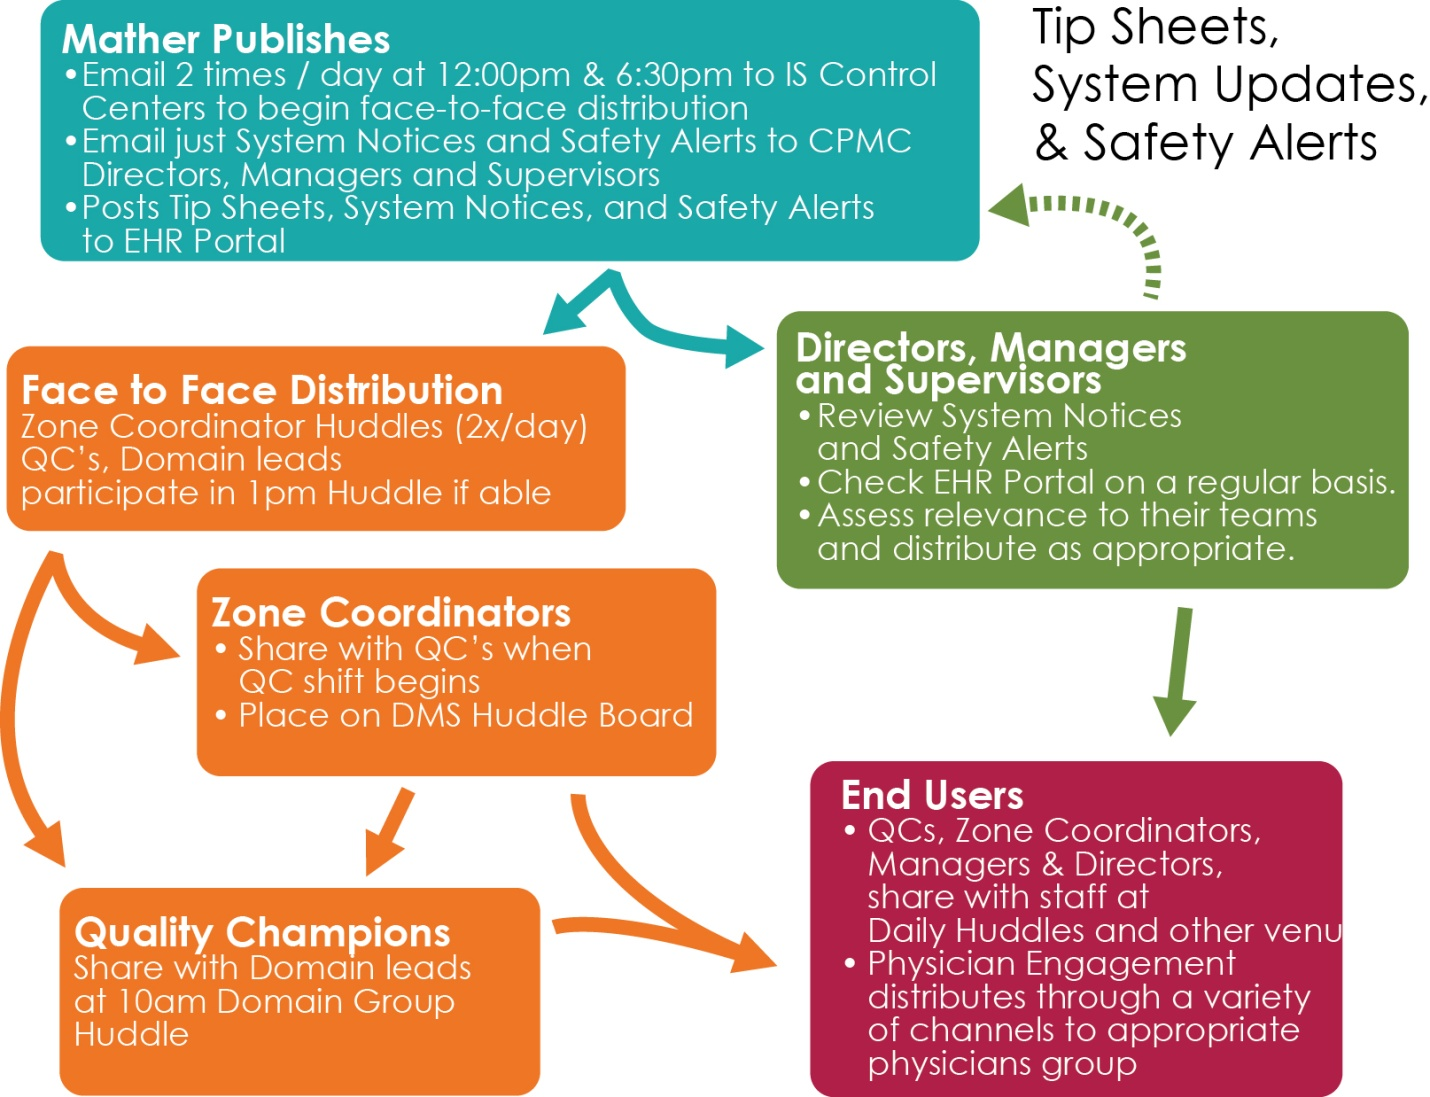 Tip Sheets,
System Updates,
& Safety Alerts
Mather Publishes
•Email 2 times / day at 12:00pm & 6:30pm to IS Control
Centers to begin face-to-face distribution
•Email just System Notices and Safety Alerts to CPMC
Directors, Managers and Supervisors
•Posts Tip Sheets, System Notices, and Safety Alerts
to EHR Portal
Face to Face Distribution
Zone Coordinator Huddles (2x/day)
QC's, Domain leads
participate in 1pm Huddle if able
Directors, Managers
and Supervisors
•Review System Notices
and Safety Alerts
•Check EHR Portal on a regular basis.
•Assess relevance to their teams
and distribute as appropriate.
Zone Coordinators
• Share with QC's when
QC shift begins
• Place on DMS Huddle Board
Quality Champions
Share with Domain leads
at 10am Domain Group
Huddle
End Users
• QCs, Zone Coordinators,
Managers & Directors,
share with staff at
Daily Huddles and other venu
• Physician Engagement
distributes through a variety
of channels to appropriate
physicians group